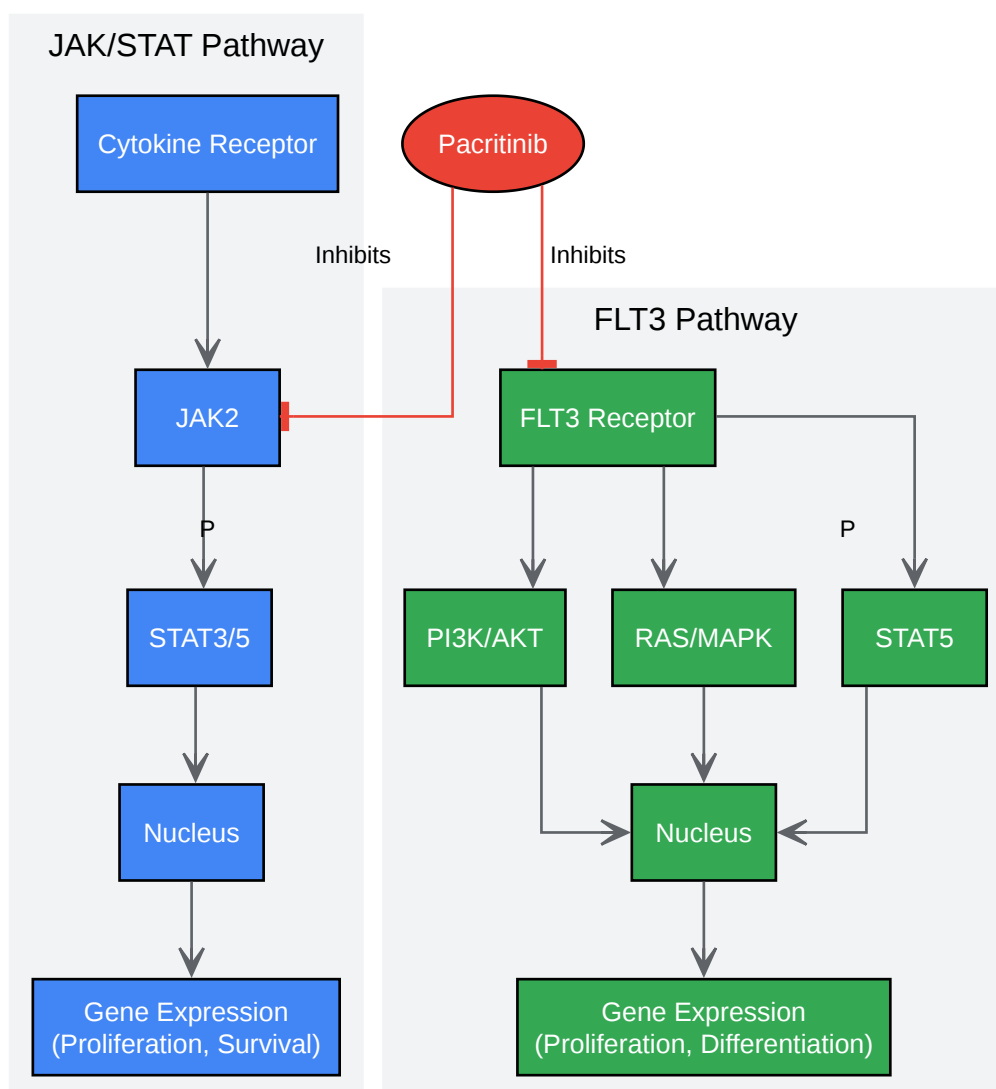 JAK/STAT Pathway
Cytokine Receptor
Pacritinib
Inhibits
Inhibits
FLT3 Pathway
JAK2
FLT3 Receptor
P
P
STAT3/5
PI3K/AKT
RAS/MAPK
STAT5
Nucleus
Nucleus
Gene Expression
(Proliferation, Survival)
Gene Expression
(Proliferation, Differentiation)